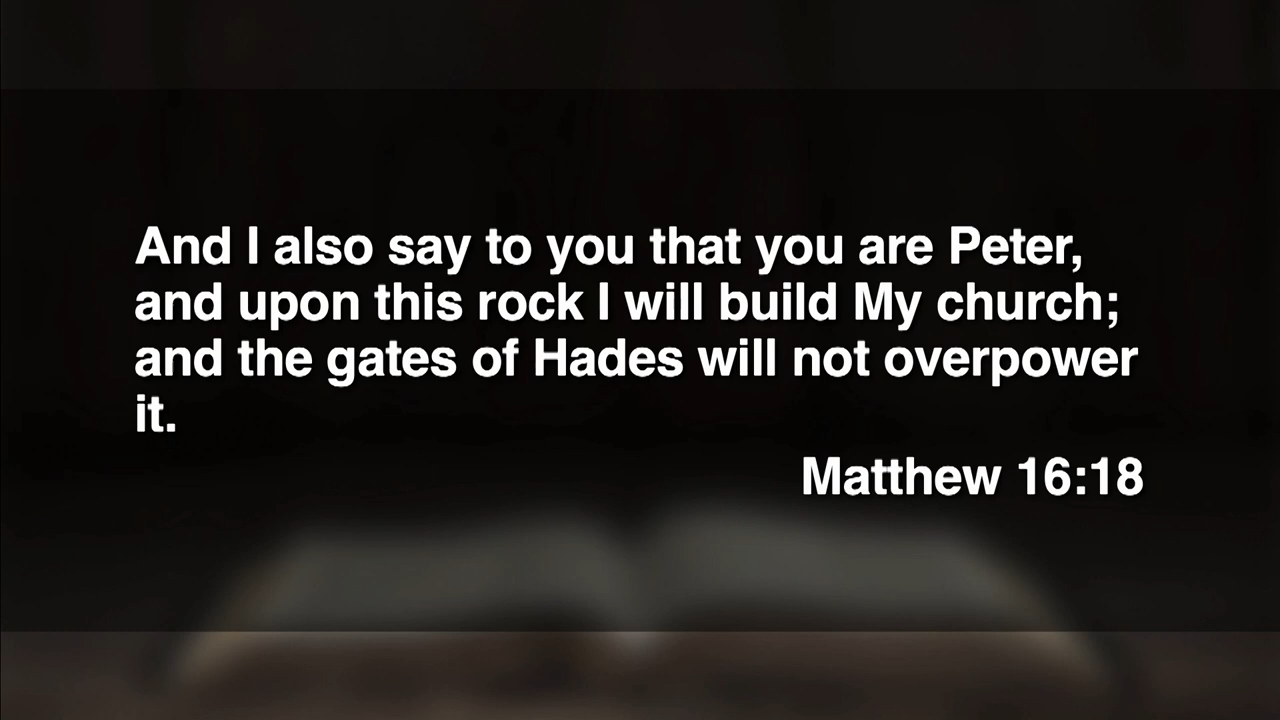 And I also say to you that you are Peter,
and upon this rock I will build My church;
and the gates of Hades will not overpower
it.
Matthew 16:18